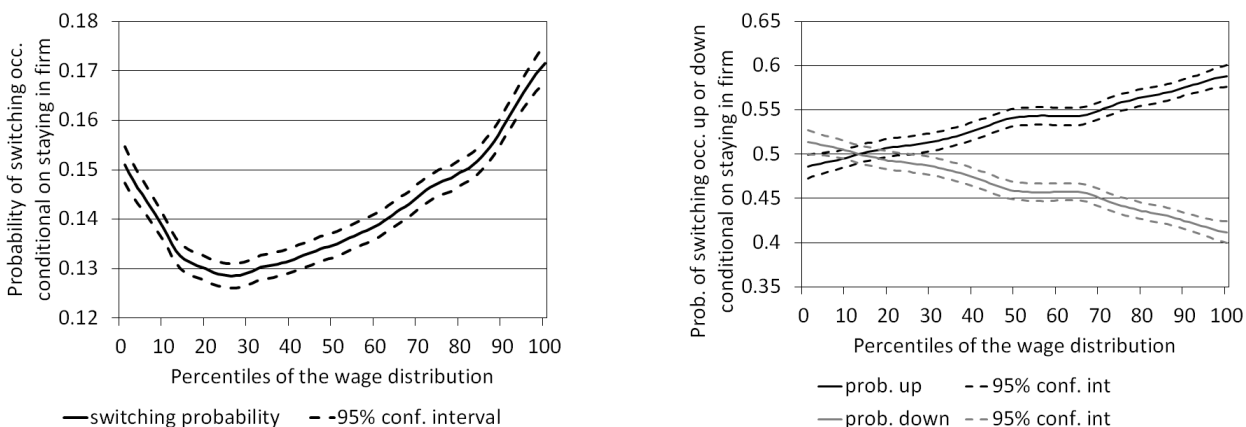 Probability of switching occ.
conditional on staying in firm
0.18
0.17
0.16
0.15
0.14
0.13
0.12
0 10 20 30 40 50 60 70 80 90 100
Percentiles of the wage distribution
switching probability 95% conf. interval
Prob. of switching occ. up or down
conditional on staying in firm
0.65
0.6
0.55
0.5
0.45
0.4
0.35
0 10 20 30 40 50 60 70 80 90 100
Percentiles of the wage distribution
prob. up 95% conf. int
prob. down 95% conf. int